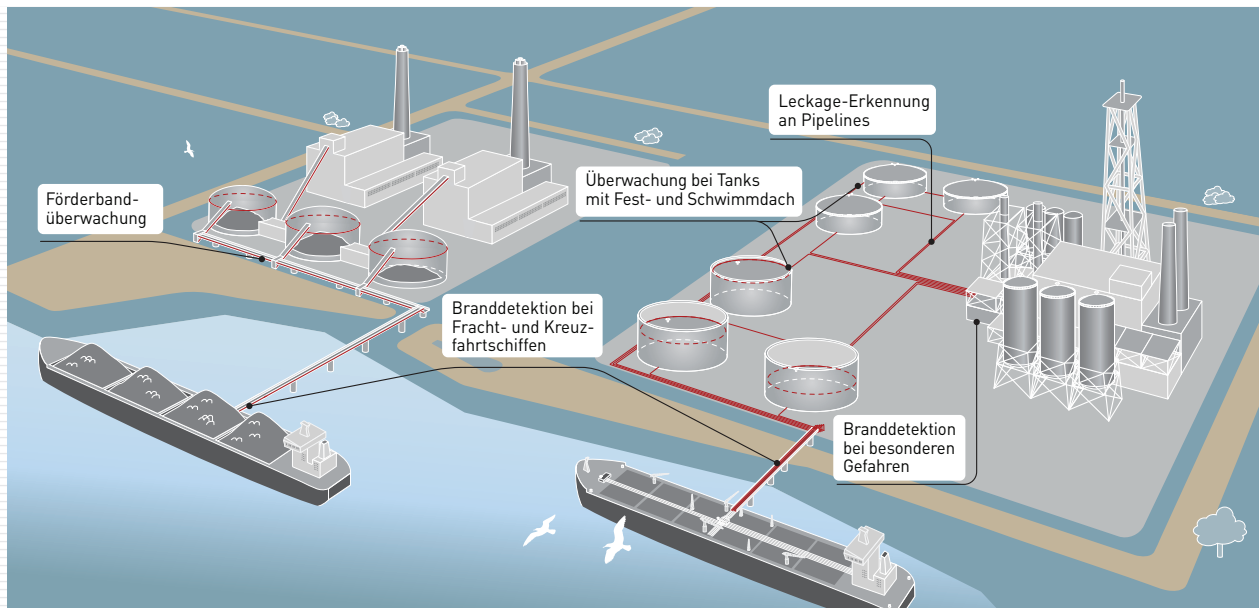 Leckage-Erkennung
an Pipelines
Überwachung bei Tanks
mit Fest- und Schwimmdach
Förderband-
überwachung
Branddetektion bei
Fracht- und Kreuz-
fahrtschiffen
Branddetektion
bei besonderen
Gefahren